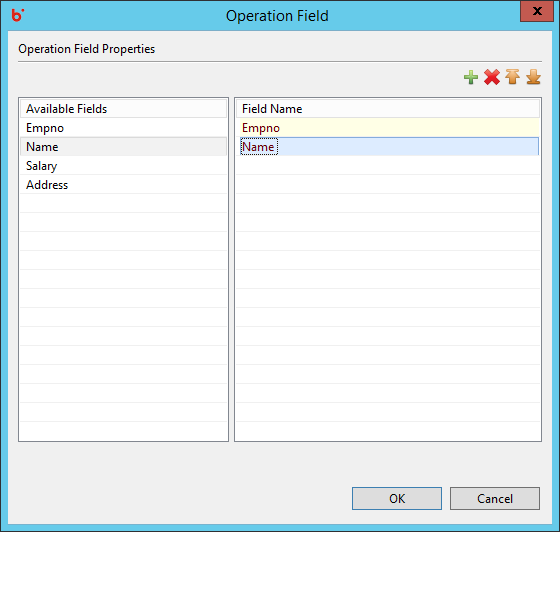 Operation Field
x
Operation Field Properties
Available Fields
Empno
Name
Salary
Address
Field Name
Empno
Name
OK
Cancel